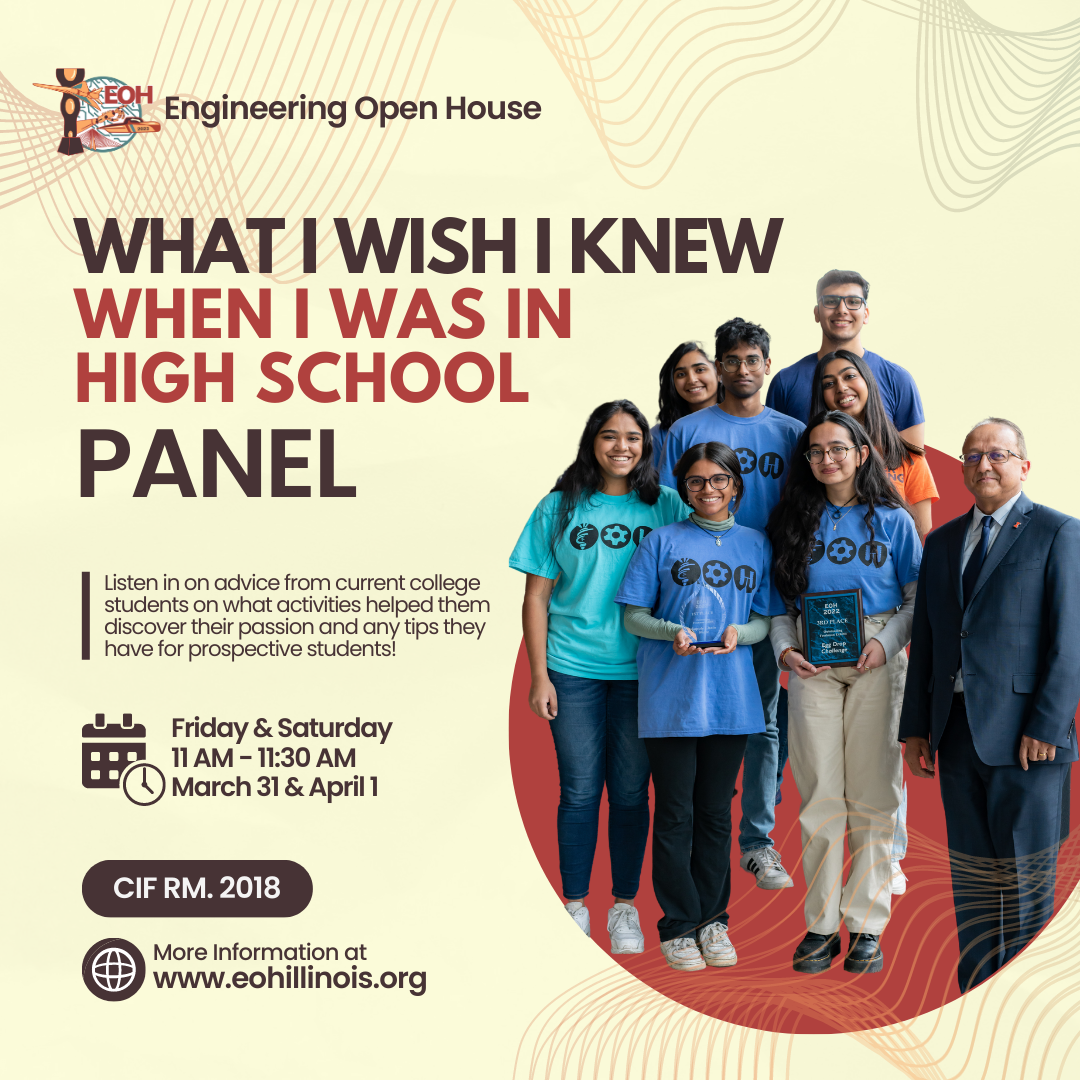 EOH
2023
Engineering Open House
WHAT I WISH I KNEW
WHEN I WAS IN
HIGH SCHOOL
PANEL
Listen in on advice from current college
students on what activities helped them
discover their passion and any tips they
have for prospective students!
Friday & Saturday
11 AM - 11:30 AM
March 31 & April 1
CIF RM. 2018
More Information at
www.eohillinois.org
EOH
2022
3RD PLACE
Egg Drop
Challenge